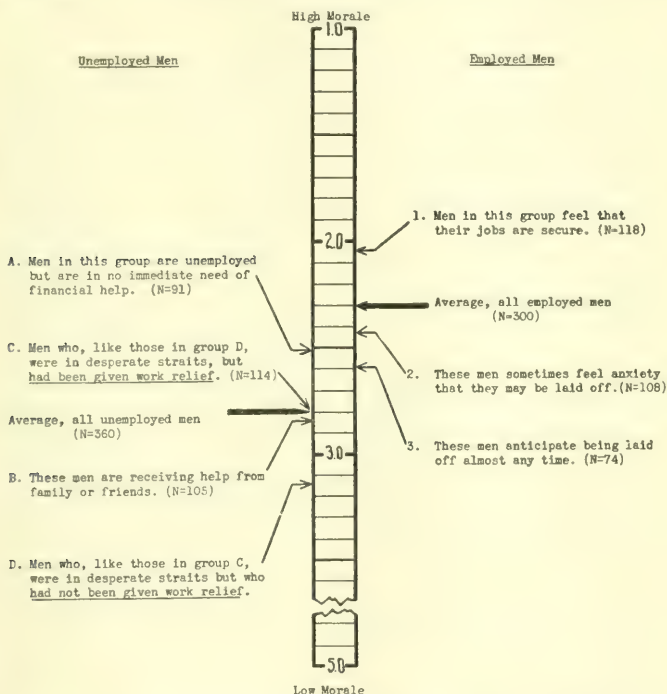 High Morale
1.0
Unemployed Men
Employed Men
1. Men in this group feel that
their jobs are secure. (N=118)
2.0
A. Men in this group are unemployed
but are in no immediate need of
financial help. (N=91)
Average, all employed men
(N=300)
C. Men who, like those in group D,
were in desperate straits, but
had been given work relief. (N=114)
2. These men sometimes feel anxiety
that they may be laid off.(N=108)
Average, all unemployed men
(N=360)
3. These men anticipate being laid
off almost any time. (N=74)
3.0
B. These men are receiving help from
family or friends. (N=105)
D. Men who, like those in group C,
were in desperate straits but who
had not been given work relief.
5.0
Low Morale